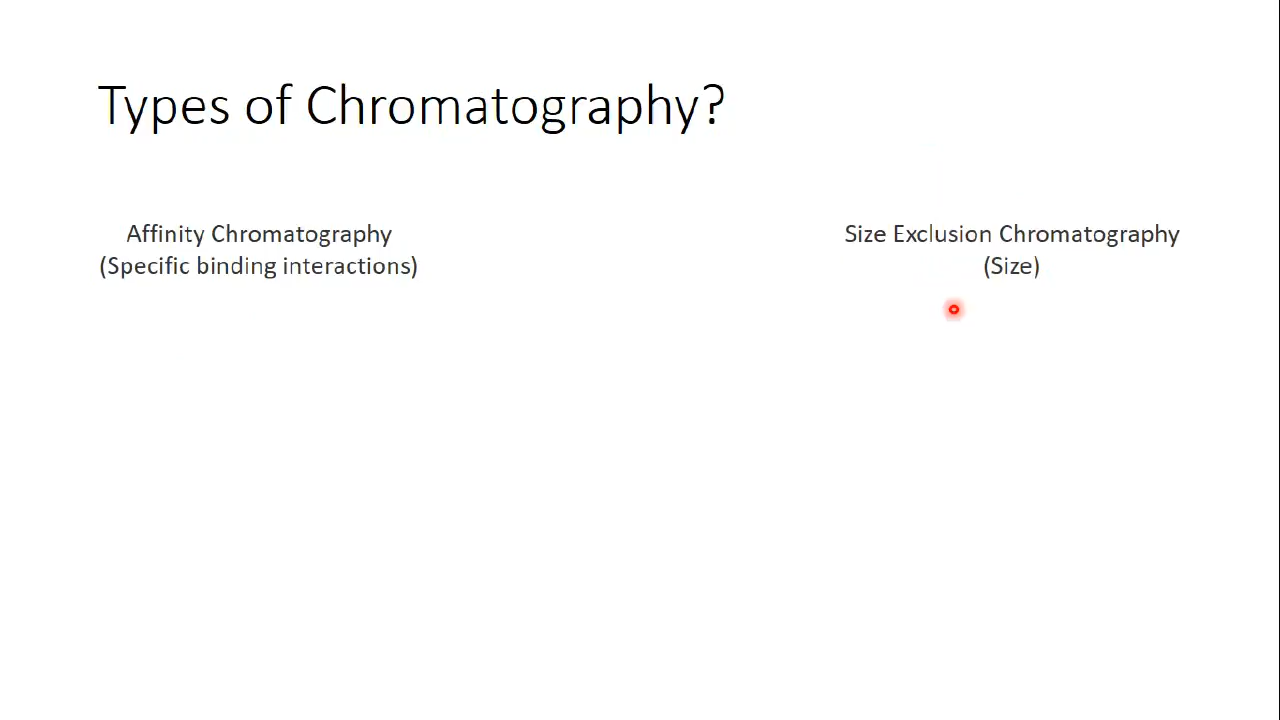 Types of Chromatography?
Affinity Chromatography
(Specific binding interactions)
Size Exclusion Chromatography
(Size)